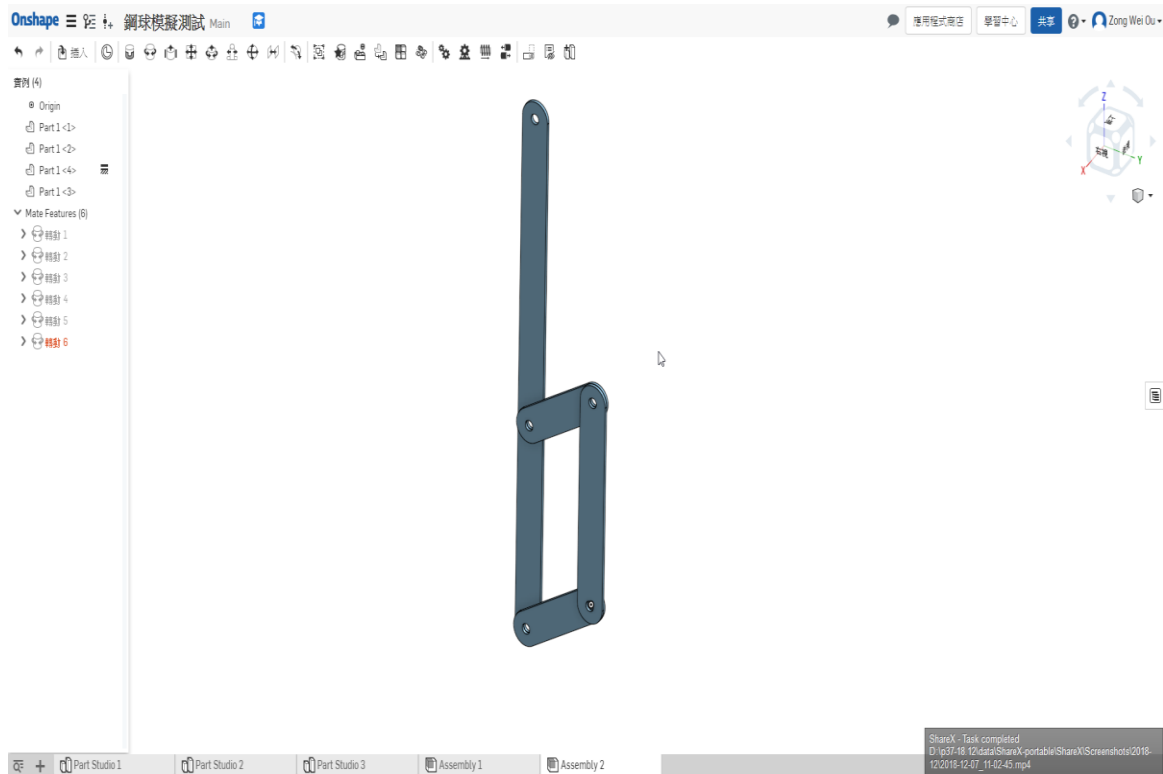 Onshape 鋼球模擬測試 Main 應用程式商店 學習中心 共享 Zong Wei Ou
插入
實例 (4)
Origin
Part 1 <1>
Part 1 <2>
Part 1 <4>
Part 1 <3>
Mate Features (6)
轉動 1
轉動 2
轉動 3
轉動 4
轉動 5
轉動 6
Z
Y
X
Part Studio 1 Part Studio 2 Part Studio 3 Assembly 1 Assembly 2
ShareX - Task completed
D:\p37-18.12\data\ShareX-portable\ShareX\Screenshots\2018-
12\2018-12-07_11-02-45.mp4